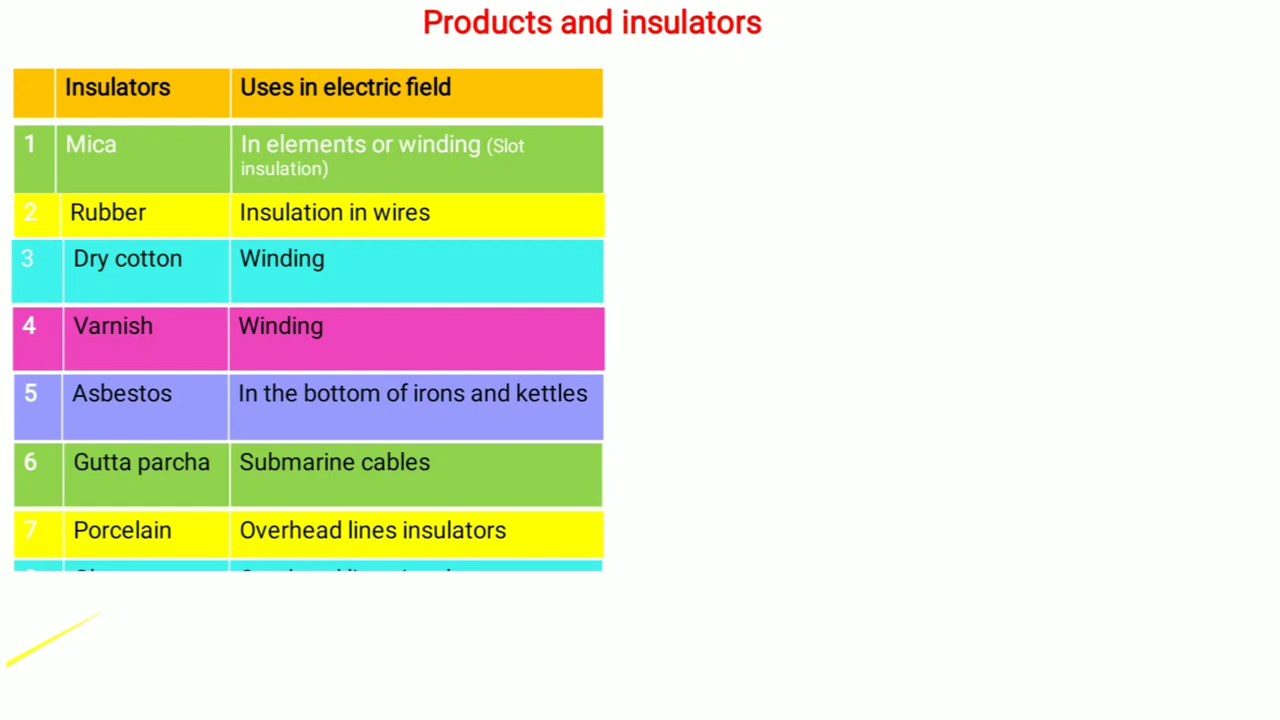 Products and insulators
Insulators Uses in electric field
1 Mica In elements or winding (Slot
insulation)
2 Rubber Insulation in wires
3 Dry cotton Winding
4 Varnish Winding
5 Asbestos In the bottom of irons and kettles
6 Gutta parcha Submarine cables
7 Porcelain Overhead lines insulators